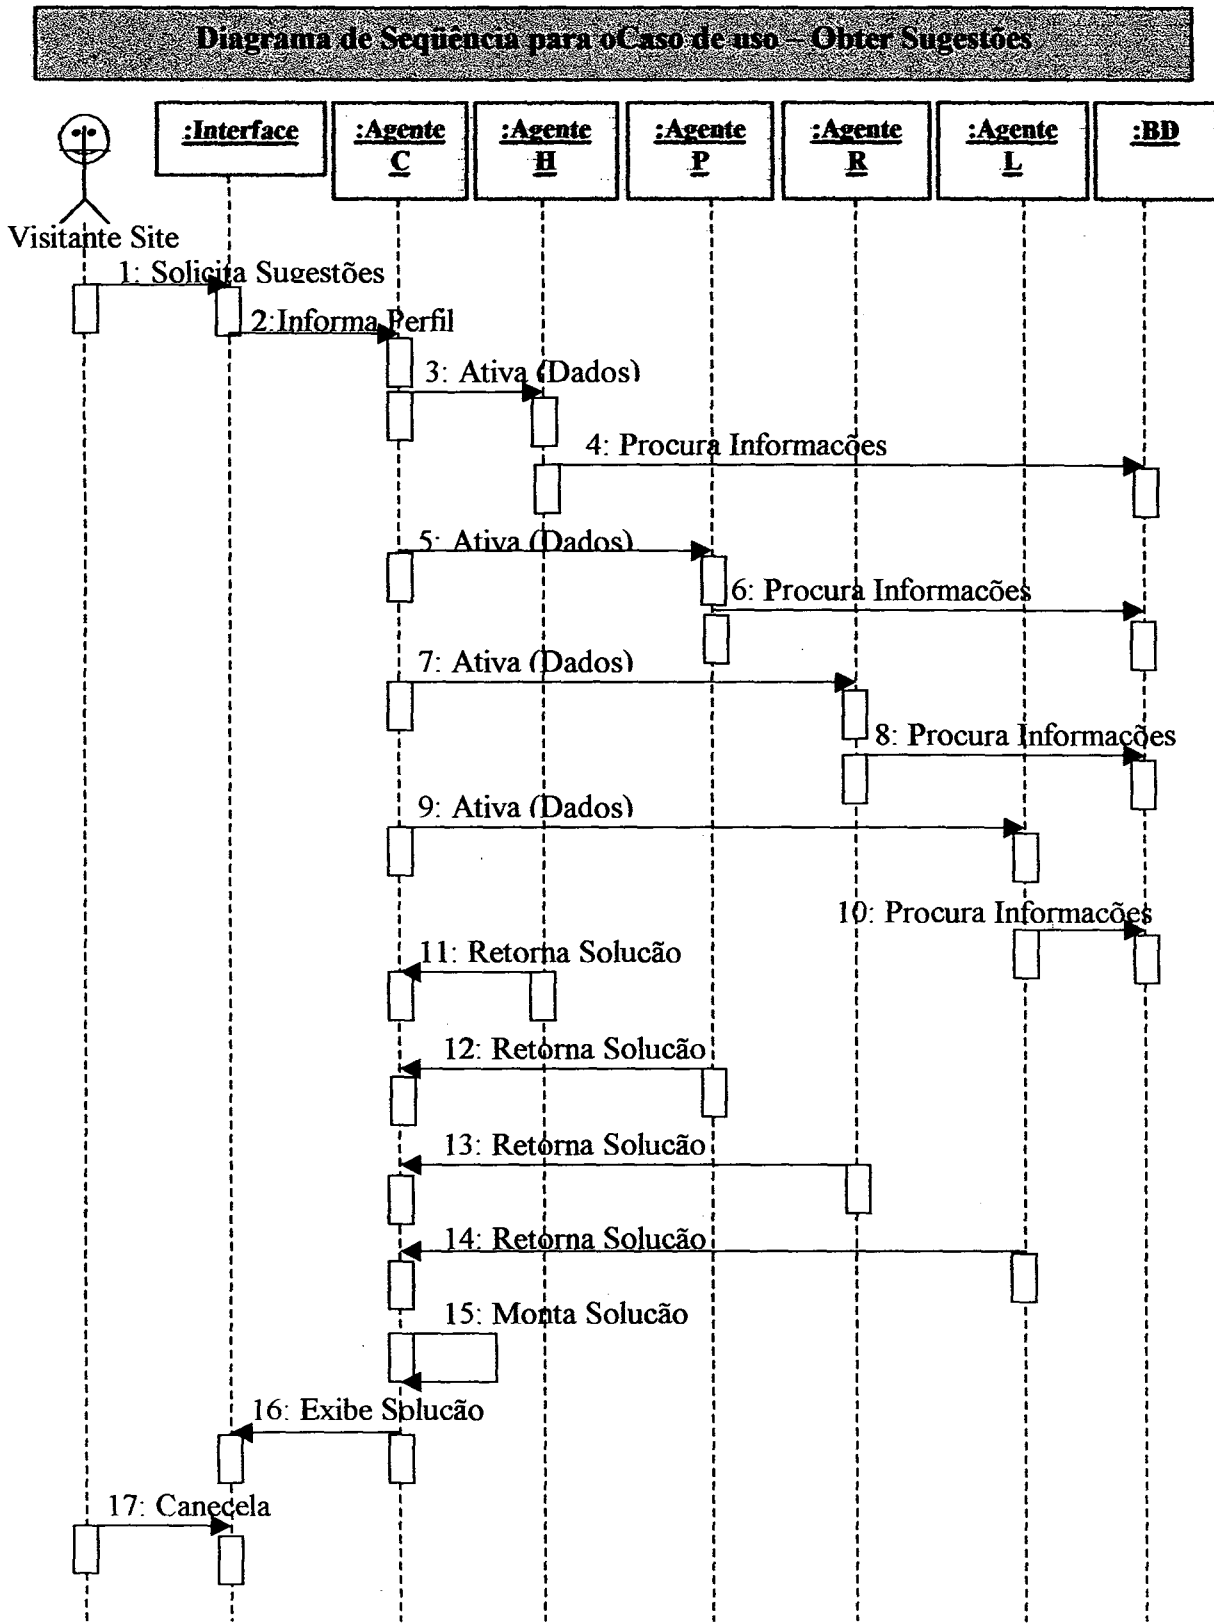 Diagrama de Seqüência para oCaso de uso – Obter Sugestões
:Interface
:Agente
C
:Agente
H
:Agente
P
:Agente
R
:Agente
L
:BD
Visitante Site
1: Solicita Sugestões
2:Informa Perfil
3: Ativa (Dados)
4: Procura Informacões
5: Ativa (Dados)
6: Procura Informacões
7: Ativa (Dados)
8: Procura Informações
9: Ativa (Dados)
10: Procura Informacões
11: Retorna Solucão
12: Retorna Solucão
13: Retorna Solucão
14: Retorna Solucão
15: Monta Solucão
16: Exibe Solucão
17: Canecela